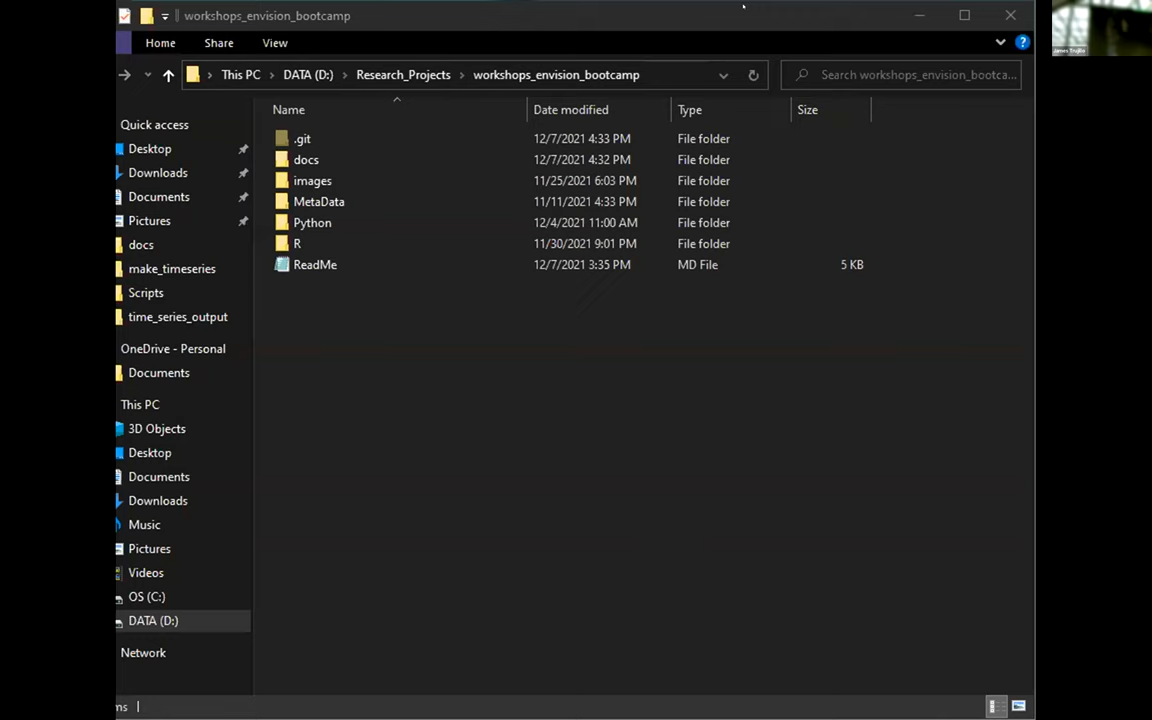 workshops_envision_bootcamp
Home Share View
This PC DATA (D:) Research_Projects workshops_envision_bootcamp
Search workshops_envision_bootca...
Name Date modified Type Size
.git 12/7/2021 4:33 PM File folder
docs 12/7/2021 4:32 PM File folder
images 11/25/2021 6:03 PM File folder
MetaData 11/11/2021 4:33 PM File folder
Python 12/4/2021 11:00 AM File folder
R 11/30/2021 9:01 PM File folder
ReadMe 12/7/2021 3:35 PM MD File 5 KB
Quick access
Desktop
Downloads
Documents
Pictures
docs
make_timeseries
Scripts
time_series_output
OneDrive - Personal
Documents
This PC
3D Objects
Desktop
Documents
Downloads
Music
Pictures
Videos
OS (C:)
DATA (D:)
Network
ms
James Trujillo